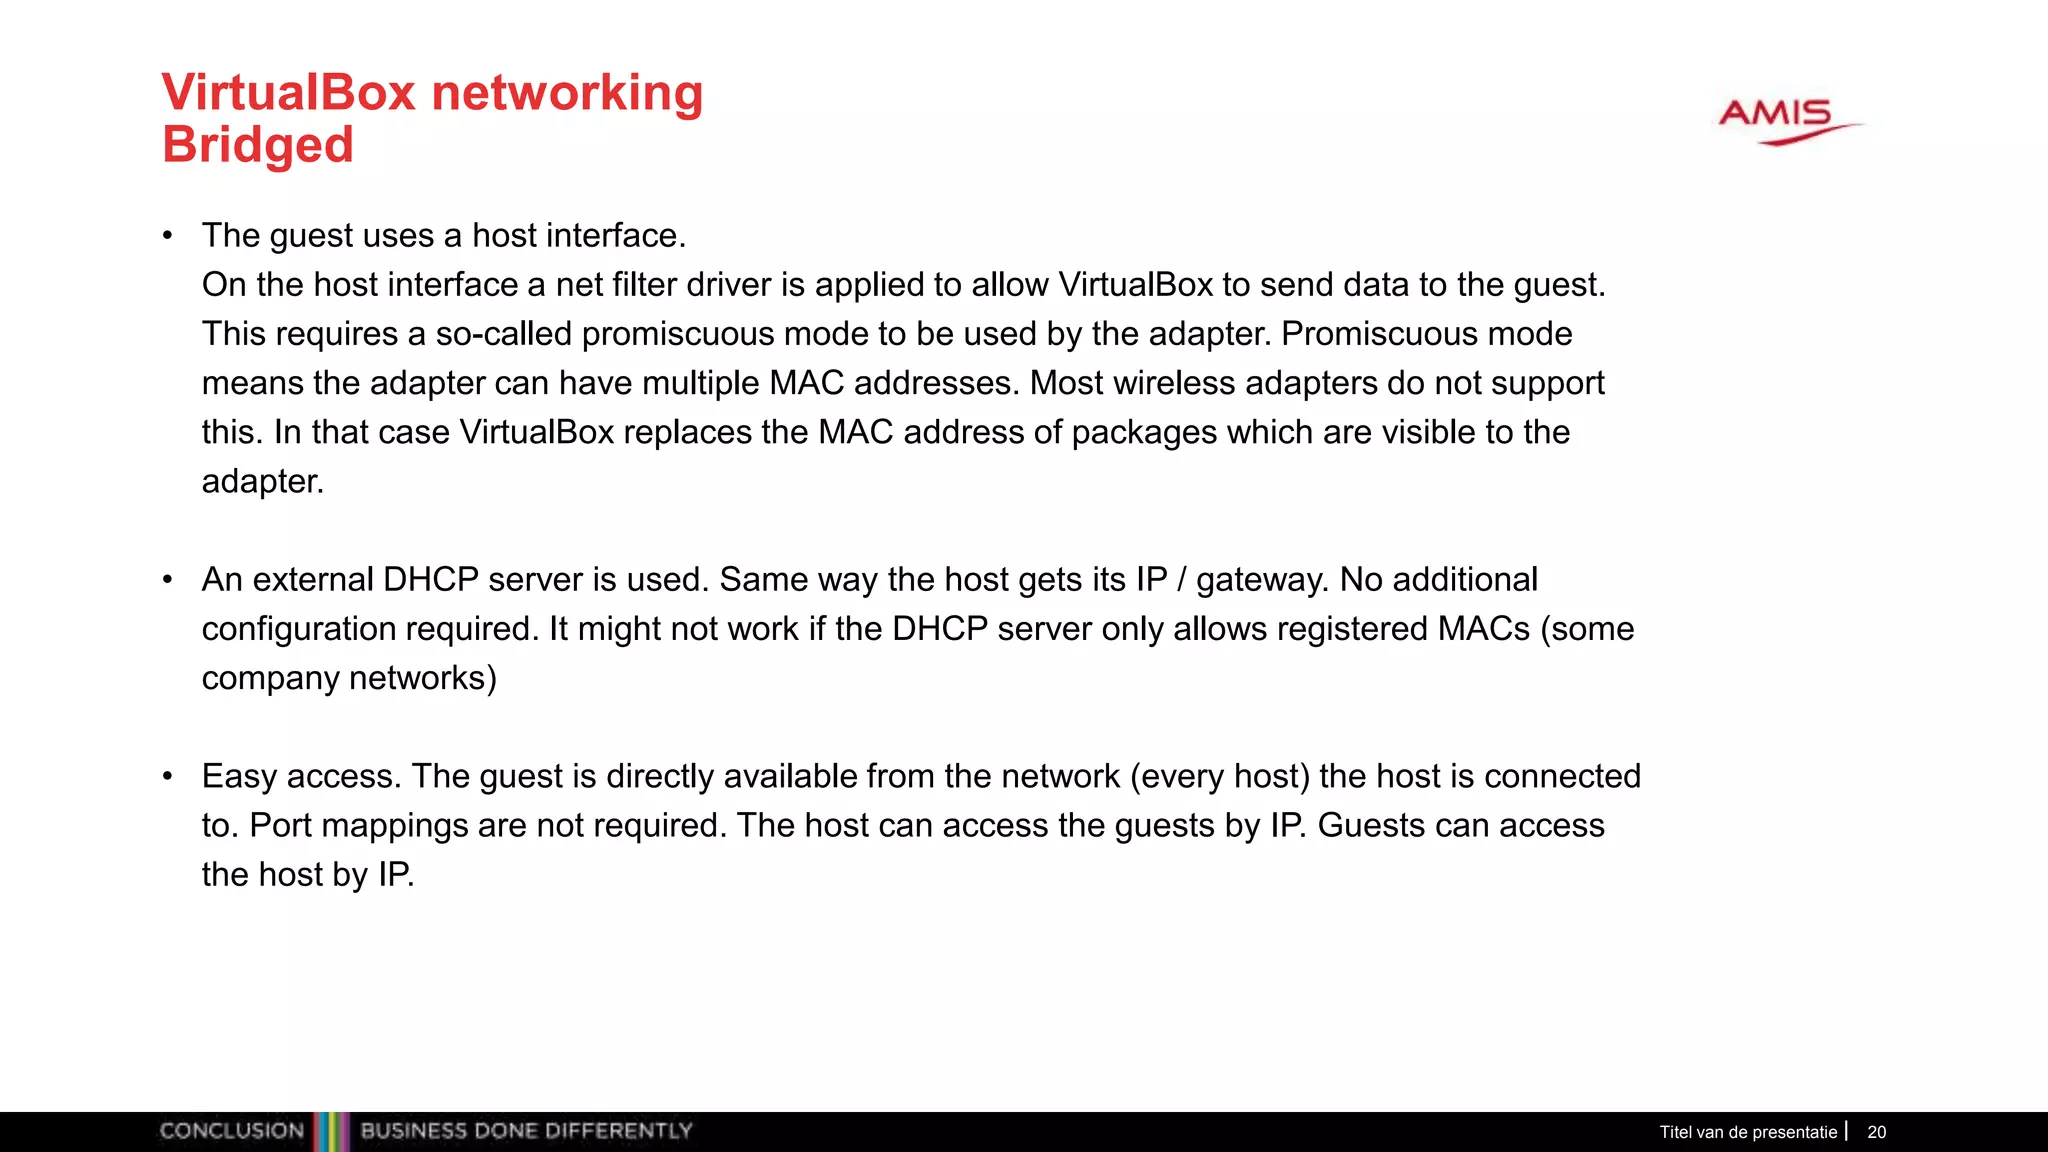 VirtualBox networking
Bridged
AMIS
• The guest uses a host interface.
On the host interface a net filter driver is applied to allow VirtualBox to send data to the guest.
This requires a so-called promiscuous mode to be used by the adapter. Promiscuous mode
means the adapter can have multiple MAC addresses. Most wireless adapters do not support
this. In that case VirtualBox replaces the MAC address of packages which are visible to the
adapter.
• An external DHCP server is used. Same way the host gets its IP / gateway. No additional
configuration required. It might not work if the DHCP server only allows registered MACs (some
company networks)
• Easy access. The guest is directly available from the network (every host) the host is connected
to. Port mappings are not required. The host can access the guests by IP. Guests can access
the host by IP.
CONCLUSION BUSINESS DONE DIFFERENTLY
Titel van de presentatie | 20